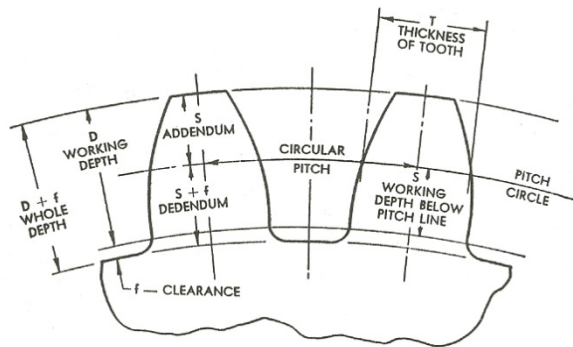 T
THICKNESS
OF TOOTH
S
ADDENDUM
D
WORKING
DEPTH
CIRCULAR
PITCH
PITCH
CIRCLE
S + f
DEDENDUM
S
WORKING
DEPTH BELOW
PITCH LINE
D + f
WHOLE
DEPTH
f — CLEARANCE